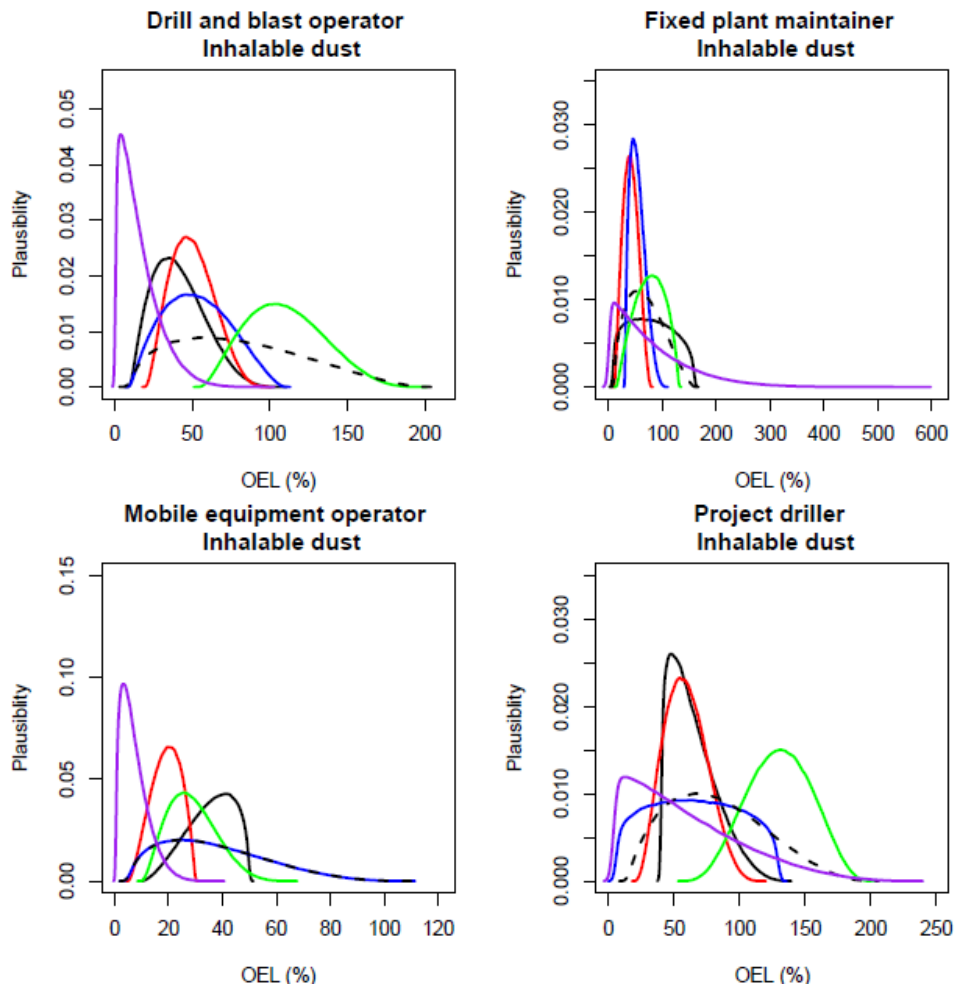 Drill and blast operator
Inhalable dust
Plausiblity
0.00 0.01 0.02 0.03 0.04 0.05
0 50 100 150 200
OEL (%)
Fixed plant maintainer
Inhalable dust
Plausiblity
0.000 0.010 0.020 0.030
0 100 200 300 400 500 600
OEL (%)
Mobile equipment operator
Inhalable dust
Plausiblity
0.00 0.05 0.10 0.15
0 20 40 60 80 100 120
OEL (%)
Project driller
Inhalable dust
Plausiblity
0.000 0.010 0.020 0.030
0 50 100 150 200 250
OEL (%)